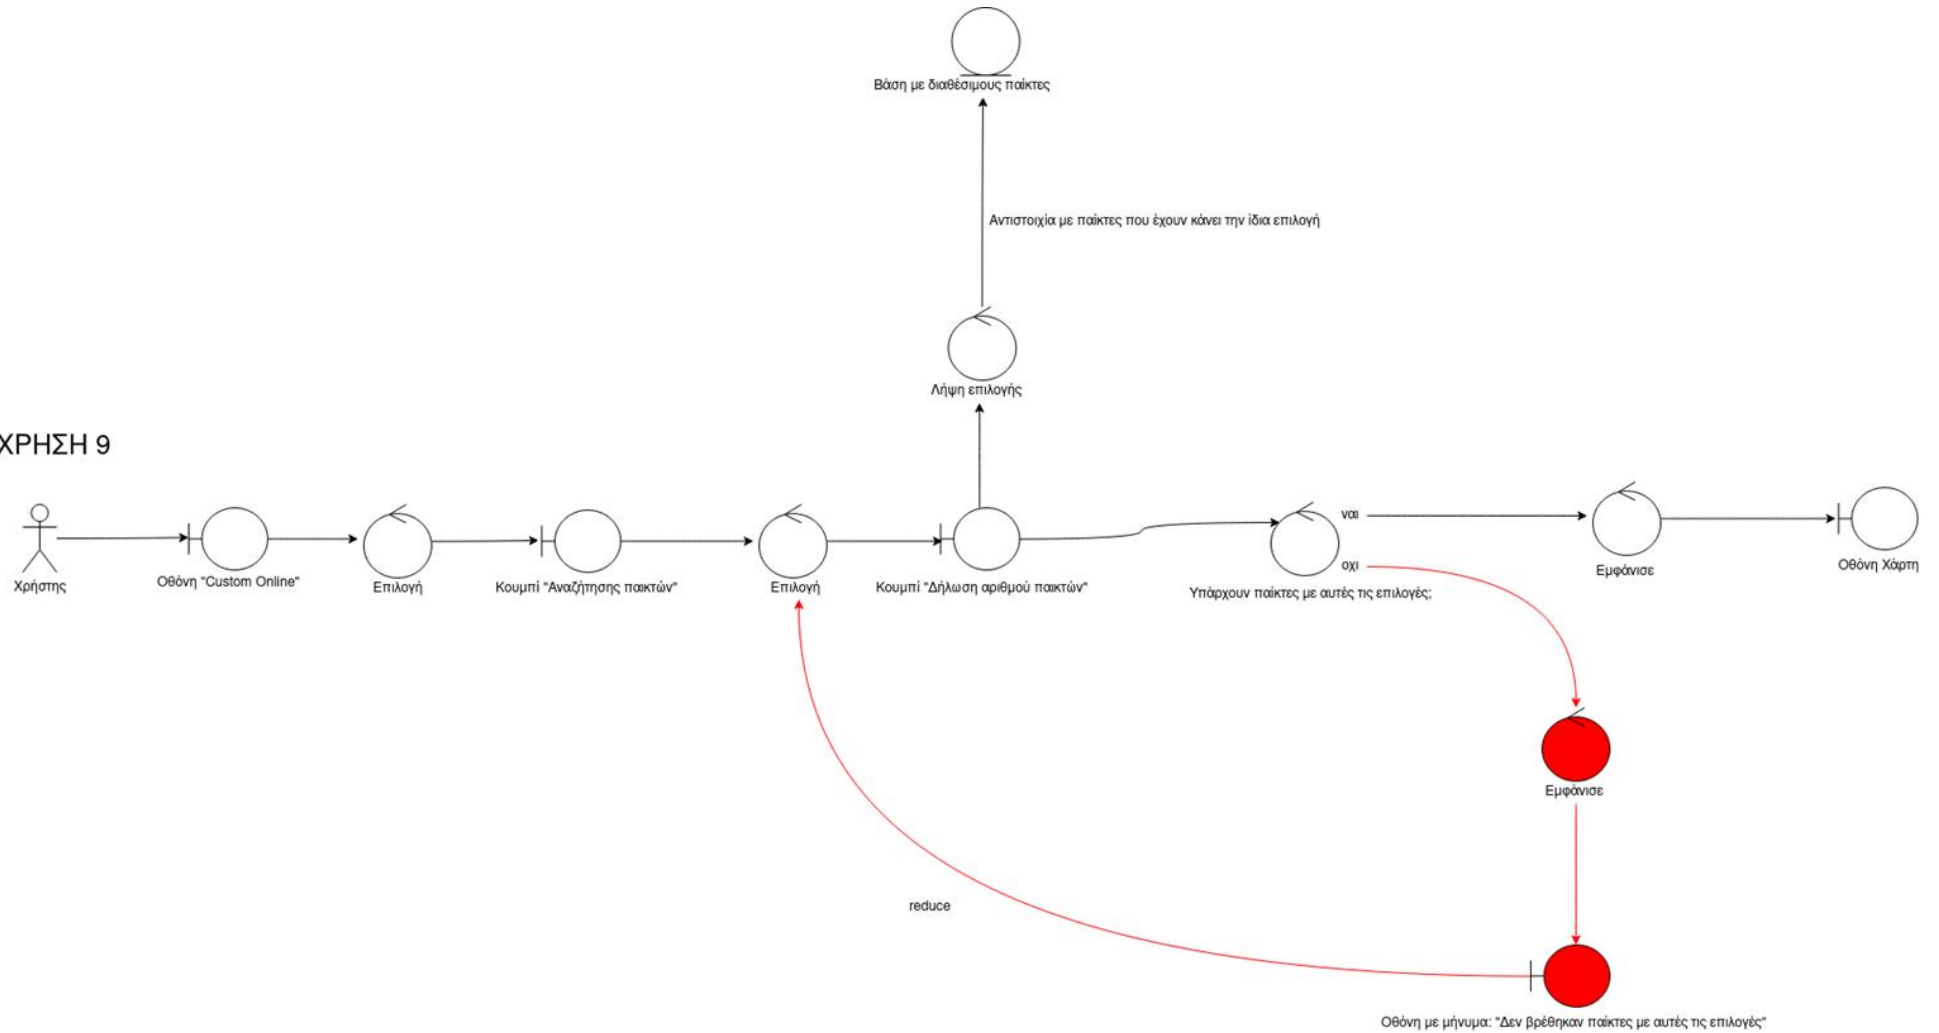 Βάση με διαθέσιμους παίκτες
Αντιστοιχία με παίκτες που έχουν κάνει την ίδια επιλογή
Λήψη επιλογής
ΧΡΗΣΗ 9
Χρήστης
Οθόνη "Custom Online"
Επιλογή
Κουμπί "Αναζήτησης παικτών"
Επιλογή
Κουμπί "Δήλωση αριθμού παικτών"
Υπάρχουν παίκτες με αυτές τις επιλογές;
ναι
οχι
Εμφάνισε
Οθόνη Χάρτη
Εμφάνισε
reduce
Οθόνη με μήνυμα: "Δεν βρέθηκαν παίκτες με αυτές τις επιλογές"